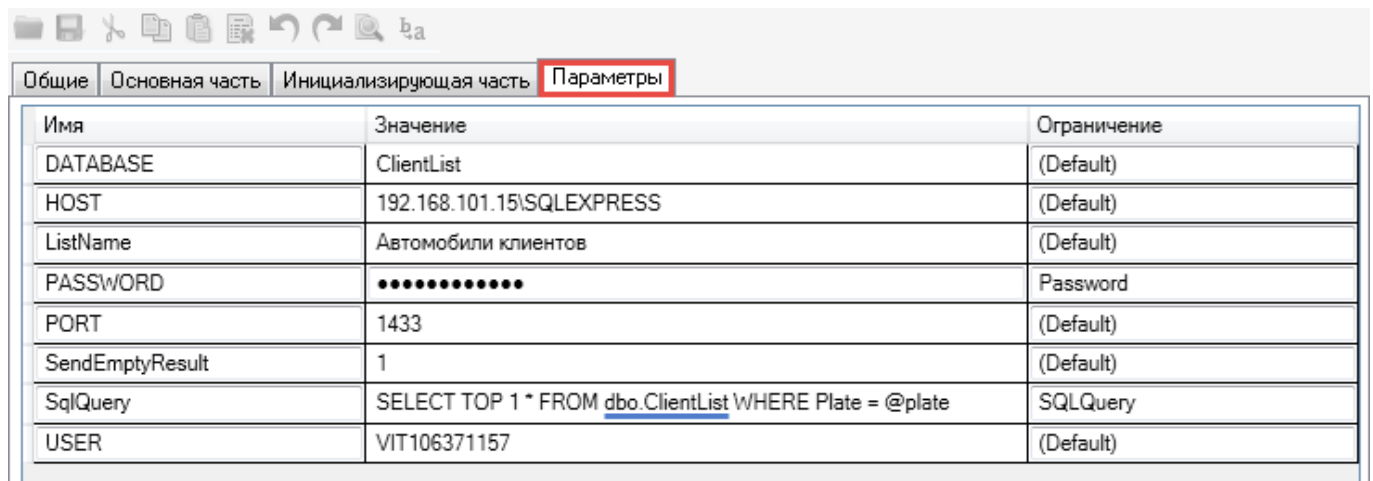 Общие Основная часть Инициализирующая часть Параметры
Имя Значение Ограничение
DATABASE ClientList (Default)
HOST 192.168.101.15\SQLEXPRESS (Default)
ListName Автомобили клиентов (Default)
PASSWORD ●●●●●●●●●●●● Password
PORT 1433 (Default)
SendEmptyResult 1 (Default)
SqlQuery SELECT TOP 1 * FROM dbo.ClientList WHERE Plate = @plate SQLQuery
USER VIT106371157 (Default)